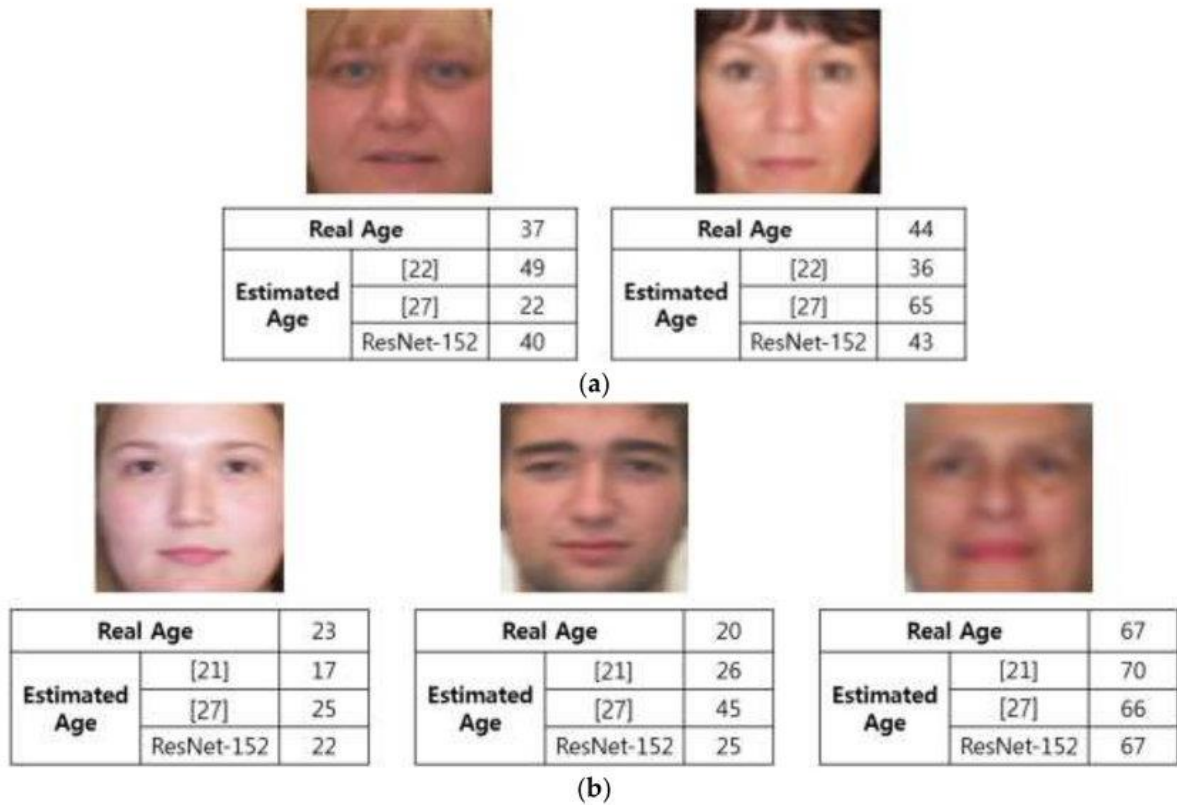 Real Age 37
[22] 49
Estimated Age [27] 22
ResNet-152 40
Real Age 44
[22] 36
Estimated Age [27] 65
ResNet-152 43
(a)
Real Age 23
[21] 17
Estimated Age [27] 25
ResNet-152 22
Real Age 20
[21] 26
Estimated Age [27] 45
ResNet-152 25
Real Age 67
[21] 70
Estimated Age [27] 66
ResNet-152 67
(b)